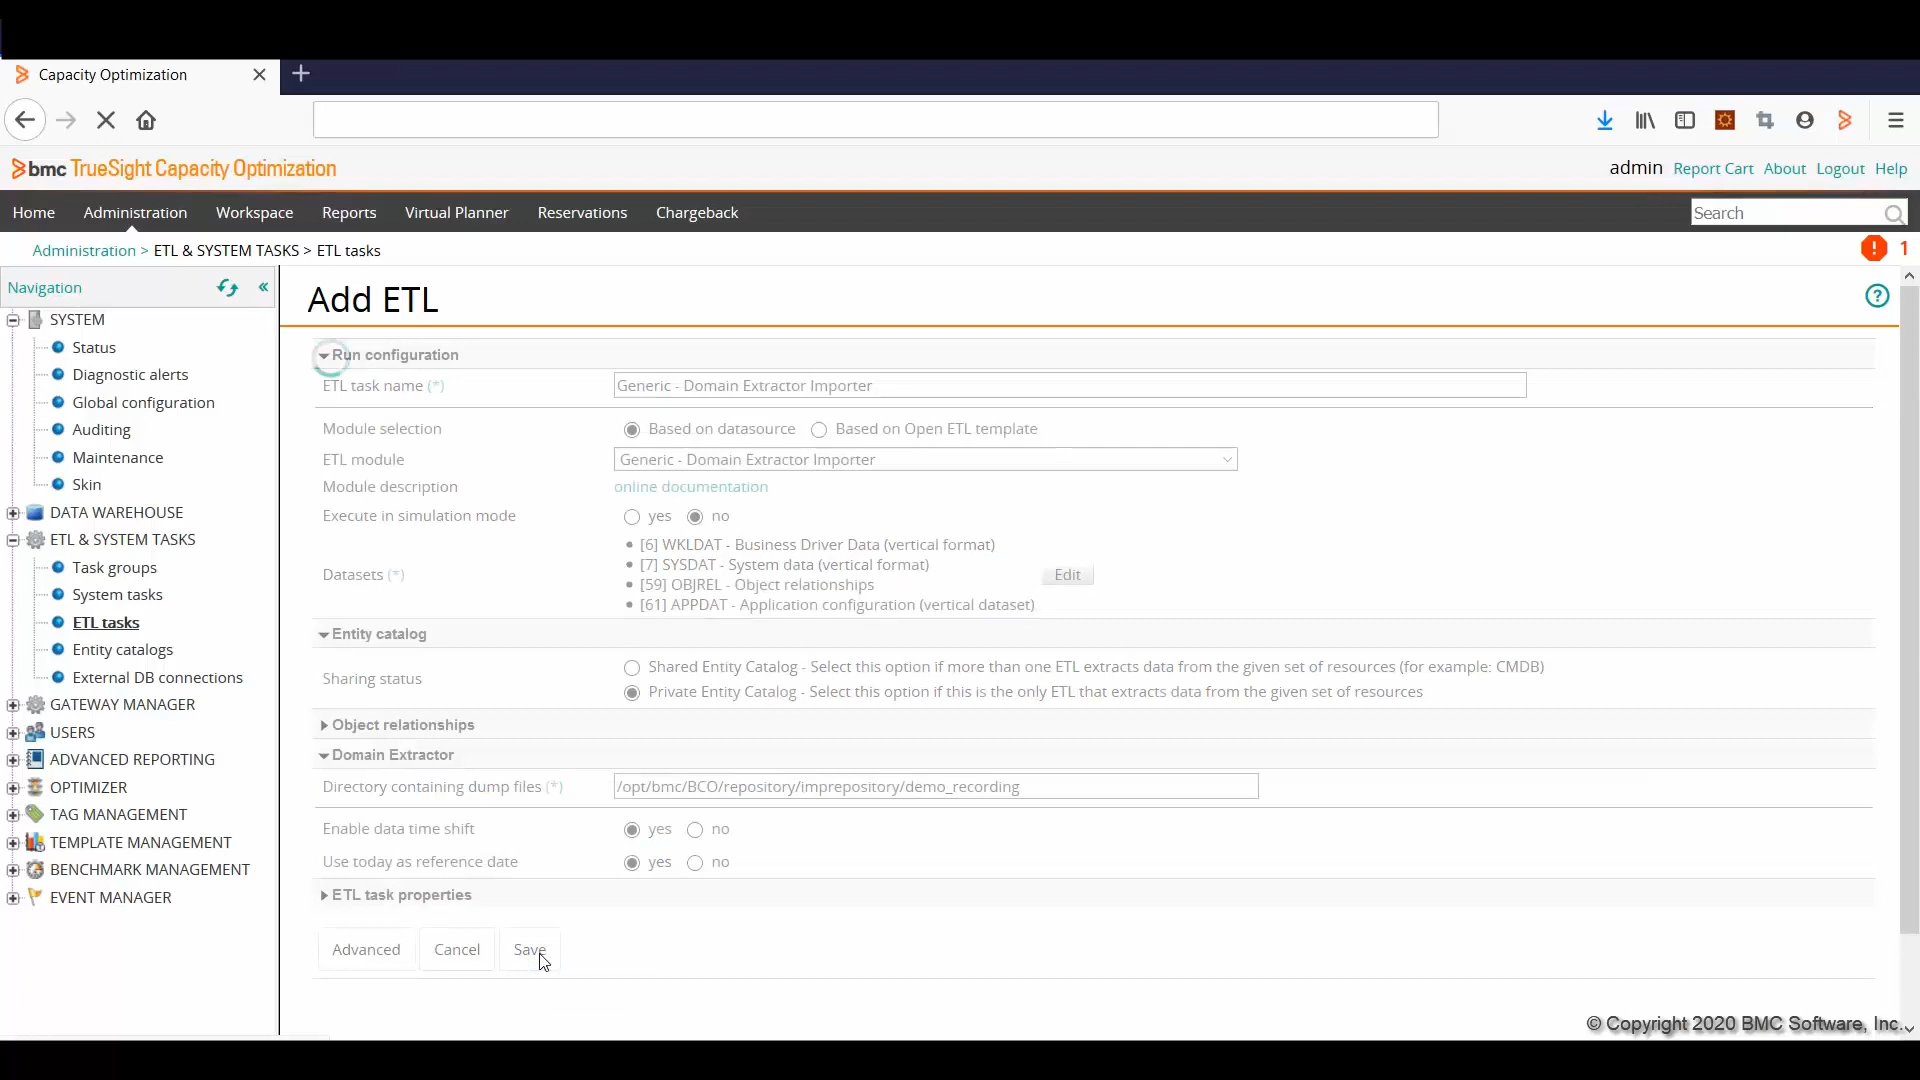 Capacity Optimization
bmc TrueSight Capacity Optimization
admin Report Cart About Logout Help
Home Administration Workspace Reports Virtual Planner Reservations Chargeback
Search
Administration > ETL & SYSTEM TASKS > ETL tasks
1
Navigation
SYSTEM
Status
Diagnostic alerts
Global configuration
Auditing
Maintenance
Skin
DATA WAREHOUSE
ETL & SYSTEM TASKS
Task groups
System tasks
ETL tasks
Entity catalogs
External DB connections
GATEWAY MANAGER
USERS
ADVANCED REPORTING
OPTIMIZER
TAG MANAGEMENT
TEMPLATE MANAGEMENT
BENCHMARK MANAGEMENT
EVENT MANAGER
Add ETL
Run configuration
ETL task name (*) Generic - Domain Extractor Importer
Module selection Based on datasource Based on Open ETL template
ETL module Generic - Domain Extractor Importer
Module description online documentation
Execute in simulation mode yes no
Datasets (*)
• [6] WKLDAT - Business Driver Data (vertical format)
• [7] SYSDAT - System data (vertical format)
• [59] OBJREL - Object relationships
• [61] APPDAT - Application configuration (vertical dataset)
Edit
Entity catalog
Sharing status
Shared Entity Catalog - Select this option if more than one ETL extracts data from the given set of resources (for example: CMDB)
Private Entity Catalog - Select this option if this is the only ETL that extracts data from the given set of resources
Object relationships
Domain Extractor
Directory containing dump files (*) /opt/bmc/BCO/repository/imprepository/demo_recording
Enable data time shift yes no
Use today as reference date yes no
ETL task properties
Advanced Cancel Save
© Copyright 2020 BMC Software, Inc.